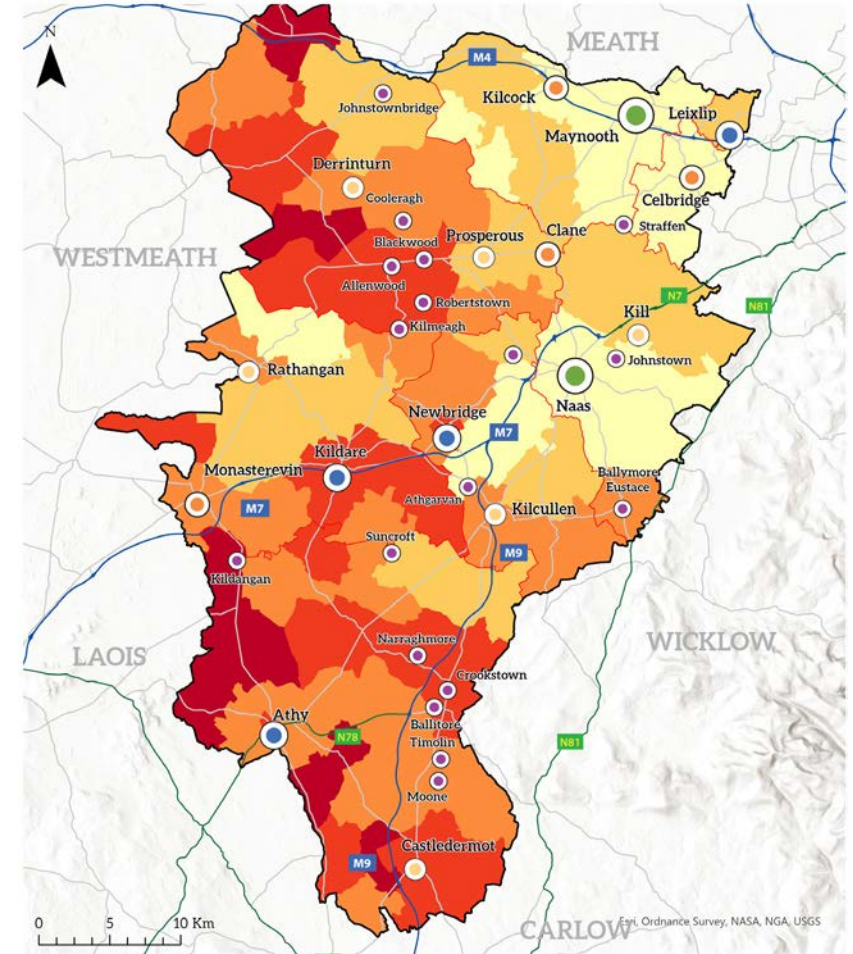 N
MEATH
M4
Kilcock
Johnstownbridge
Leixlip
Maynooth
Derrinturn
Celbridge
Cooleragh
Straffen
Blackwood
Prosperous
Clane
WESTMEATH
Allenwood
N7
Robertstown
N81
Kill
Kilmeagh
Johnstown
Rathangan
Naas
Newbridge
M7
Kildare
Monasterevin
Ballymore
Eustace
Athgarvan
M7
Kilcullen
Suncroft
M9
Kildangan
Narraghmore
WICKLOW
LAOIS
Crookstown
Athy
Ballitore
N78
Timolin
N81
Moone
Castledermot
M9
0 5 10 Km
Esri, Ordnance Survey, NASA, NGA, USGS
CARLOW